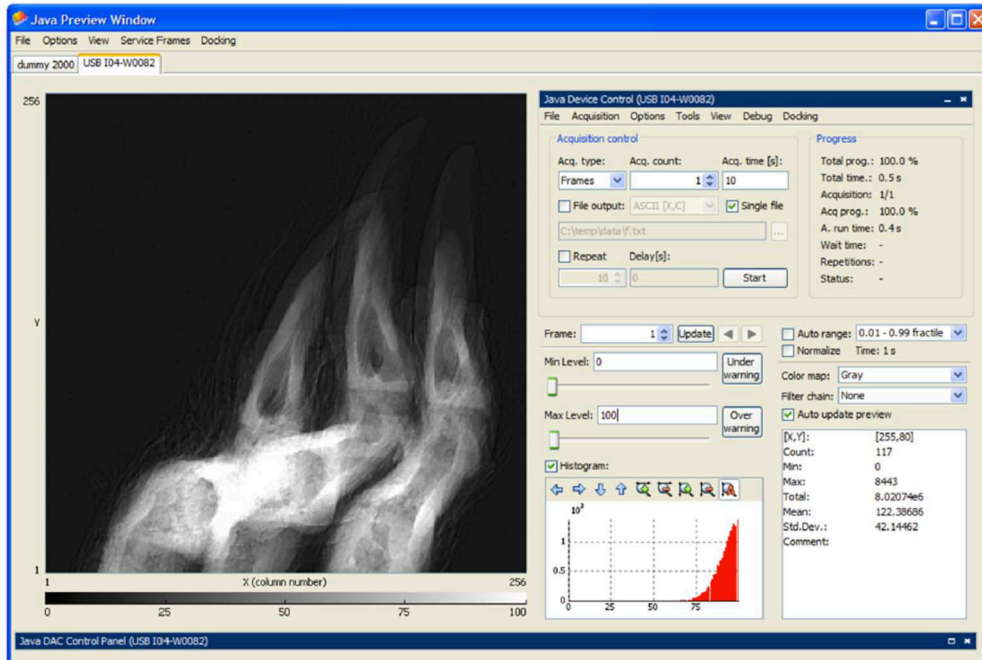 Java Preview Window
File Options View Service Frames Docking
dummy 2000 USB I04-W0082
256
Y
1
1 X (column number) 256
0 25 50 75 100
Java Device Control (USB I04-W0082)
File Acquisition Options Tools View Debug Docking
Acquisition control
Acq. type: Acq. count: Acq. time [s]:
Frames 1 10
File output: ASCII [X,C] Single file
C:\temp\data\f.txt ...
Repeat Delay[s]:
10 0 Start
Progress
Total prog.: 100.0 %
Total time.: 0.5 s
Acquisition: 1/1
Acq prog.: 100.0 %
A. run time: 0.4 s
Wait time: -
Repetitions: -
Status: -
Frame: 1 Update
Min Level: 0 Under warning
Max Level: 100 Over warning
Histogram:
10³
1
0.5
0
0 25 50 75
Auto range: 0.01 - 0.99 fractile
Normalize Time: 1 s
Color map: Gray
Filter chain: None
Auto update preview
[X,Y]: [255,80]
Count: 117
Min: 0
Max: 8443
Total: 8.02074e6
Mean: 122.38686
Std.Dev.: 42.14462
Comment:
Java DAC Control Panel (USB I04-W0082)